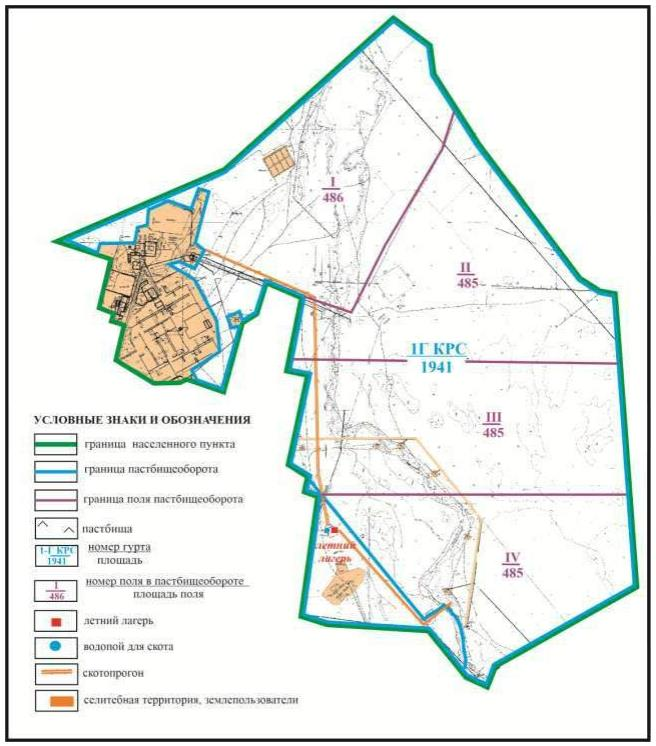 I
486
II
485
1Г КРС
1941
III
485
IV
485
летний
лагерь
УСЛОВНЫЕ ЗНАКИ И ОБОЗНАЧЕНИЯ
граница населенного пункта
граница пастбищеоборота
граница поля пастбищеоборота
пастбища
1-Г КРС
1941
номер гурта
площадь
I
486
номер поля в пастбищеобороте
площадь поля
летний лагерь
водопой для скота
скотопрогон
селитебная территория, землепользователи